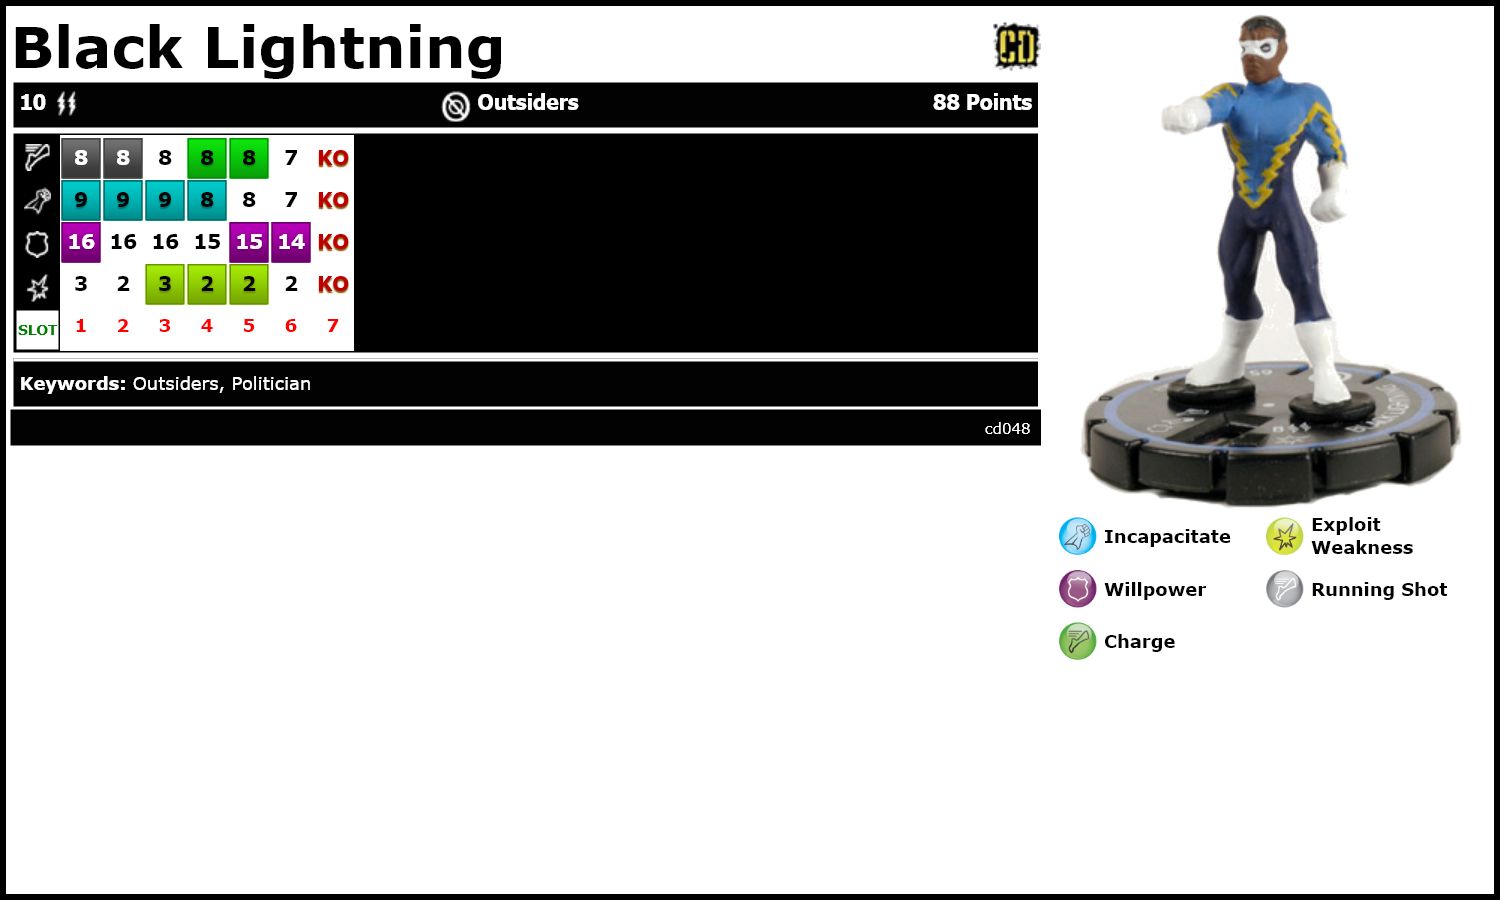 Black Lightning
CD
10 Outsiders 88 Points
8 8 8 8 8 7 KO
9 9 9 8 8 7 KO
16 16 16 15 15 14 KO
3 2 3 2 2 2 KO
SLOT 1 2 3 4 5 6 7
Keywords: Outsiders, Politician
cd048
Incapacitate
Exploit
Weakness
Willpower
Running Shot
Charge